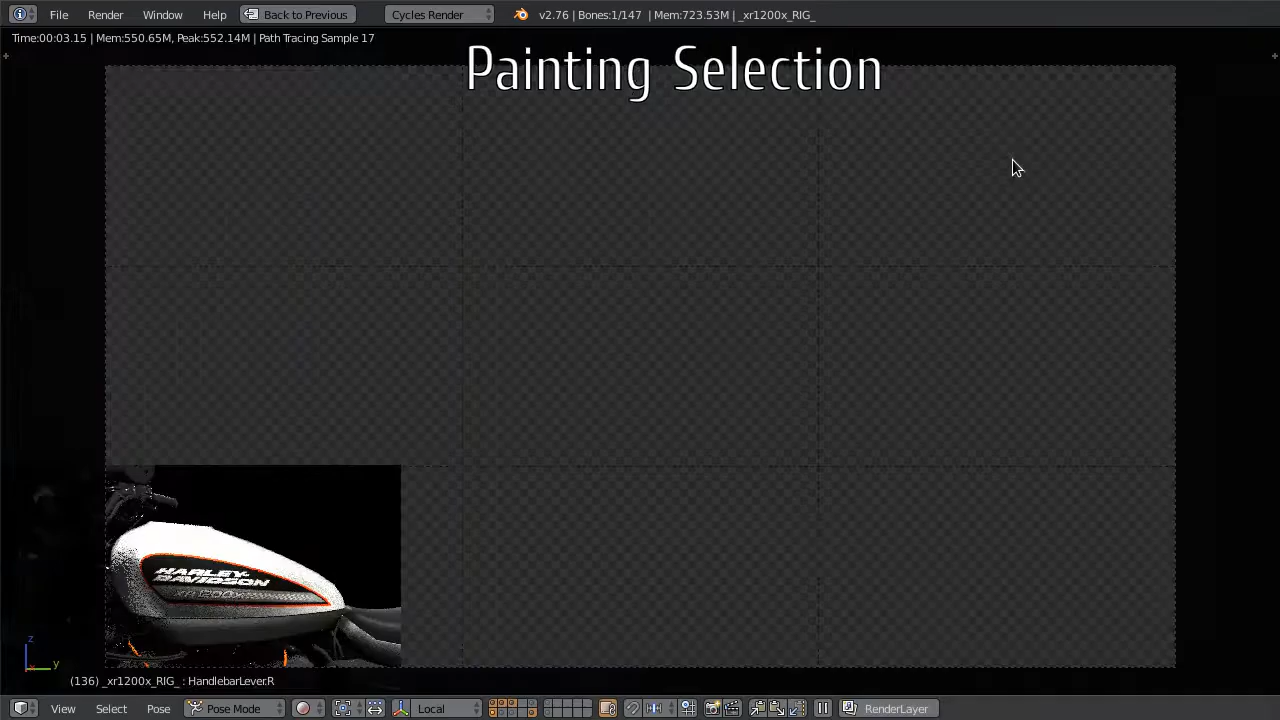 File Render Window Help Back to Previous Cycles Render v2.76 | Bones:1/147 | Mem:723.53M | _xr1200x_RIG_
Time:00:03.15 | Mem:550.65M, Peak:552.14M | Path Tracing Sample 17
Painting Selection
HARLEY-
DAVIDSON
1200X
z
y
(136) _xr1200x_RIG_ : HandlebarLever.R
View Select Pose Pose Mode Local RenderLayer